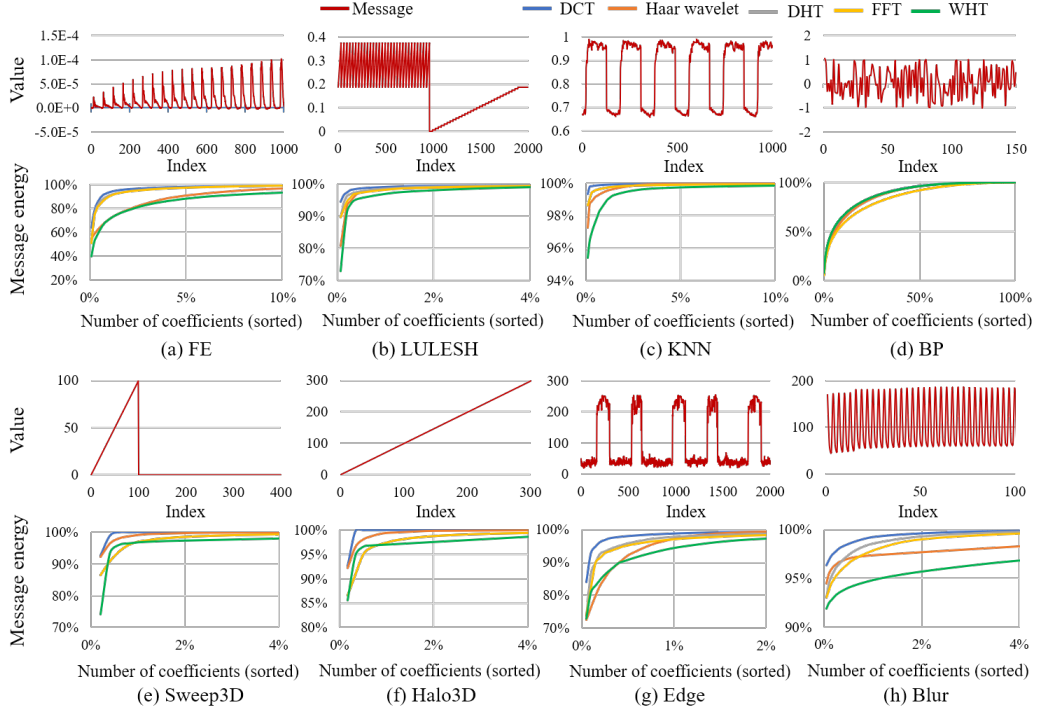 Message DCT Haar wavelet DHT FFT WHT
Value
1.5E-4
1.0E-4
5.0E-5
0.0E+0
-5.0E-5
0 200 400 600 800 1000
Index
0.4
0.3
0.2
0.1
0
0 500 1000 1500 2000
Index
1
0.9
0.8
0.7
0.6
0 1000
Index
2
1
0
-1
-2
0 50 100 150
Index
Message energy
100%
80%
60%
40%
20%
0% 5% 10%
Number of coefficients (sorted)
(a) FE
100%
90%
80%
70%
0% 2% 4%
Number of coefficients (sorted)
(b) LULESH
100%
98%
96%
94%
0% 5% 10%
Number of coefficients (sorted)
(c) KNN
100%
50%
0%
0% 50% 100%
Number of coefficients (sorted)
(d) BP
Value
100
50
0
0 100 200 300 400
Index
300
200
100
0
0 100 200 300
Index
300
200
100
0
0 500 1000 1500 2000
Index
200
100
0
0 50 100
Index
Message energy
100%
90%
80%
70%
0% 2% 4%
Number of coefficients (sorted)
(e) Sweep3D
100%
95%
90%
85%
80%
0% 2% 4%
Number of coefficients (sorted)
(f) Halo3D
100%
90%
80%
70%
0% 1% 2%
Number of coefficients (sorted)
(g) Edge
100%
95%
90%
0% 2% 4%
Number of coefficients (sorted)
(h) Blur